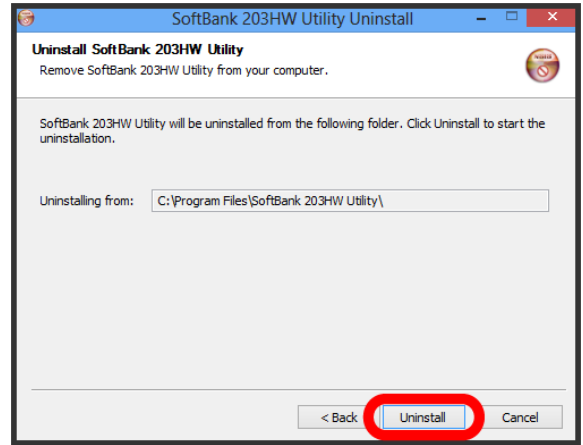 SoftBank 203HW Utility Uninstall
Uninstall SoftBank 203HW Utility
Remove SoftBank 203HW Utility from your computer.
SoftBank 203HW Utility will be uninstalled from the following folder. Click Uninstall to start the
uninstallation.
Uninstalling from: C:\Program Files\SoftBank 203HW Utility\
< Back Uninstall Cancel